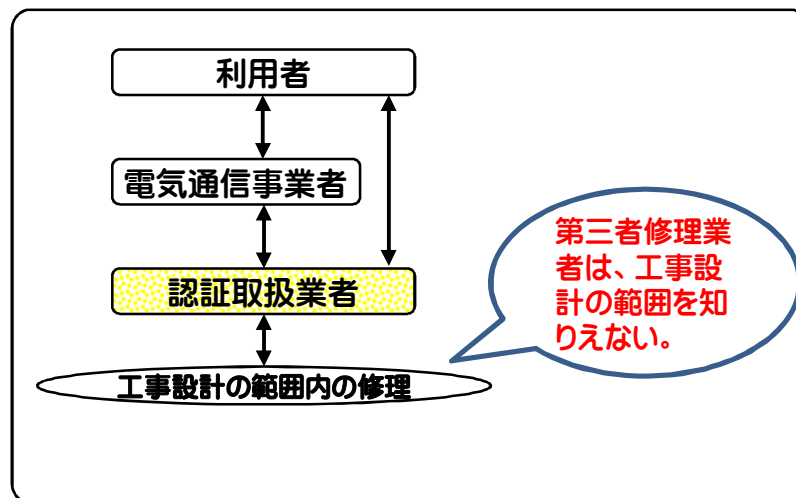 利用者
電気通信事業者
認証取扱業者
工事設計の範囲内の修理
第三者修理業
者は、工事設
計の範囲を知
りえない。